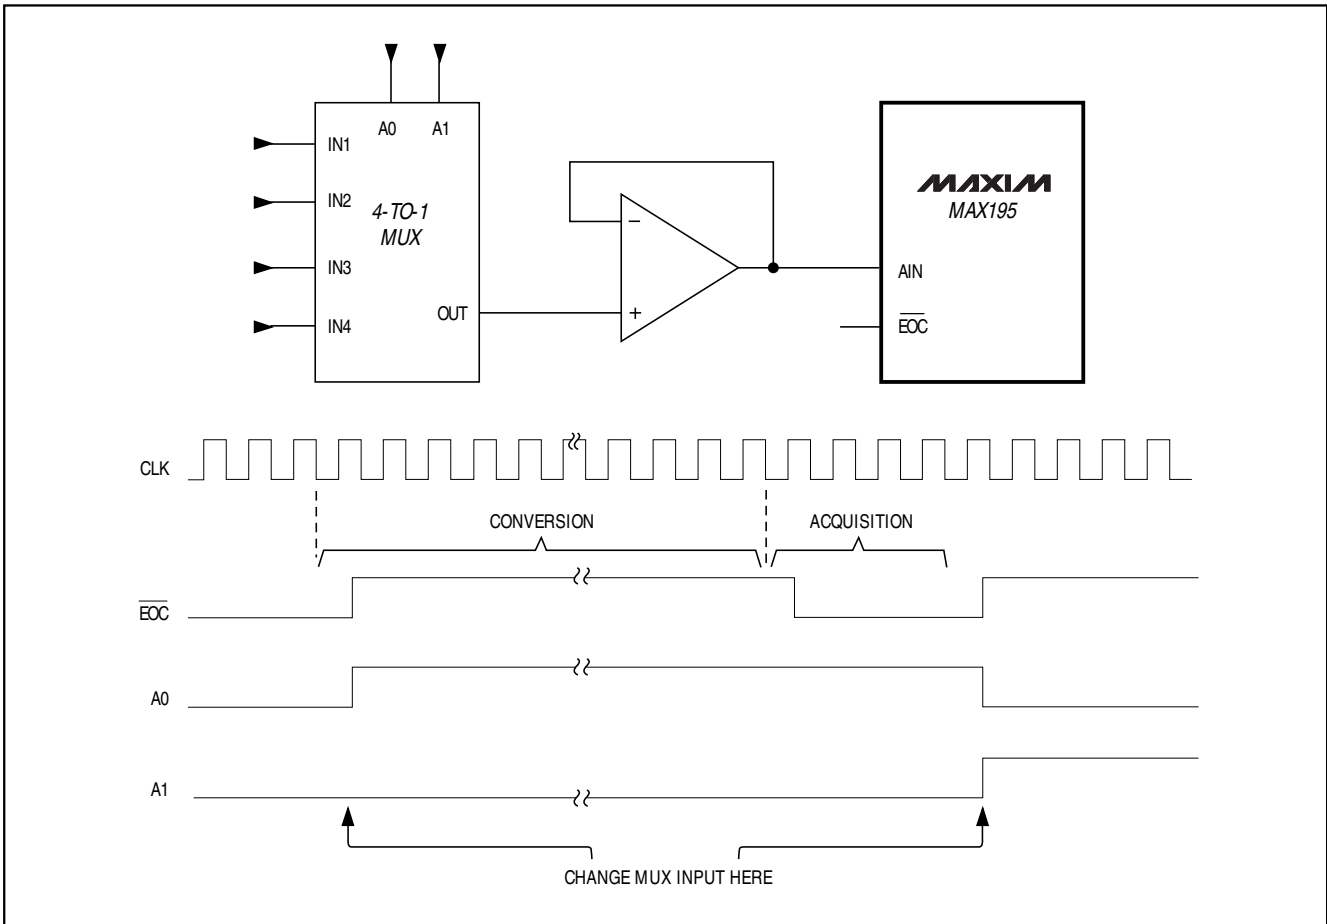 A0 A1
IN1
IN2
4-TO-1
MUX
IN3
OUT
IN4
−
+
MAXIM
MAX195
AIN
EOC
CLK
CONVERSION
ACQUISITION
EOC
A0
A1
CHANGE MUX INPUT HERE